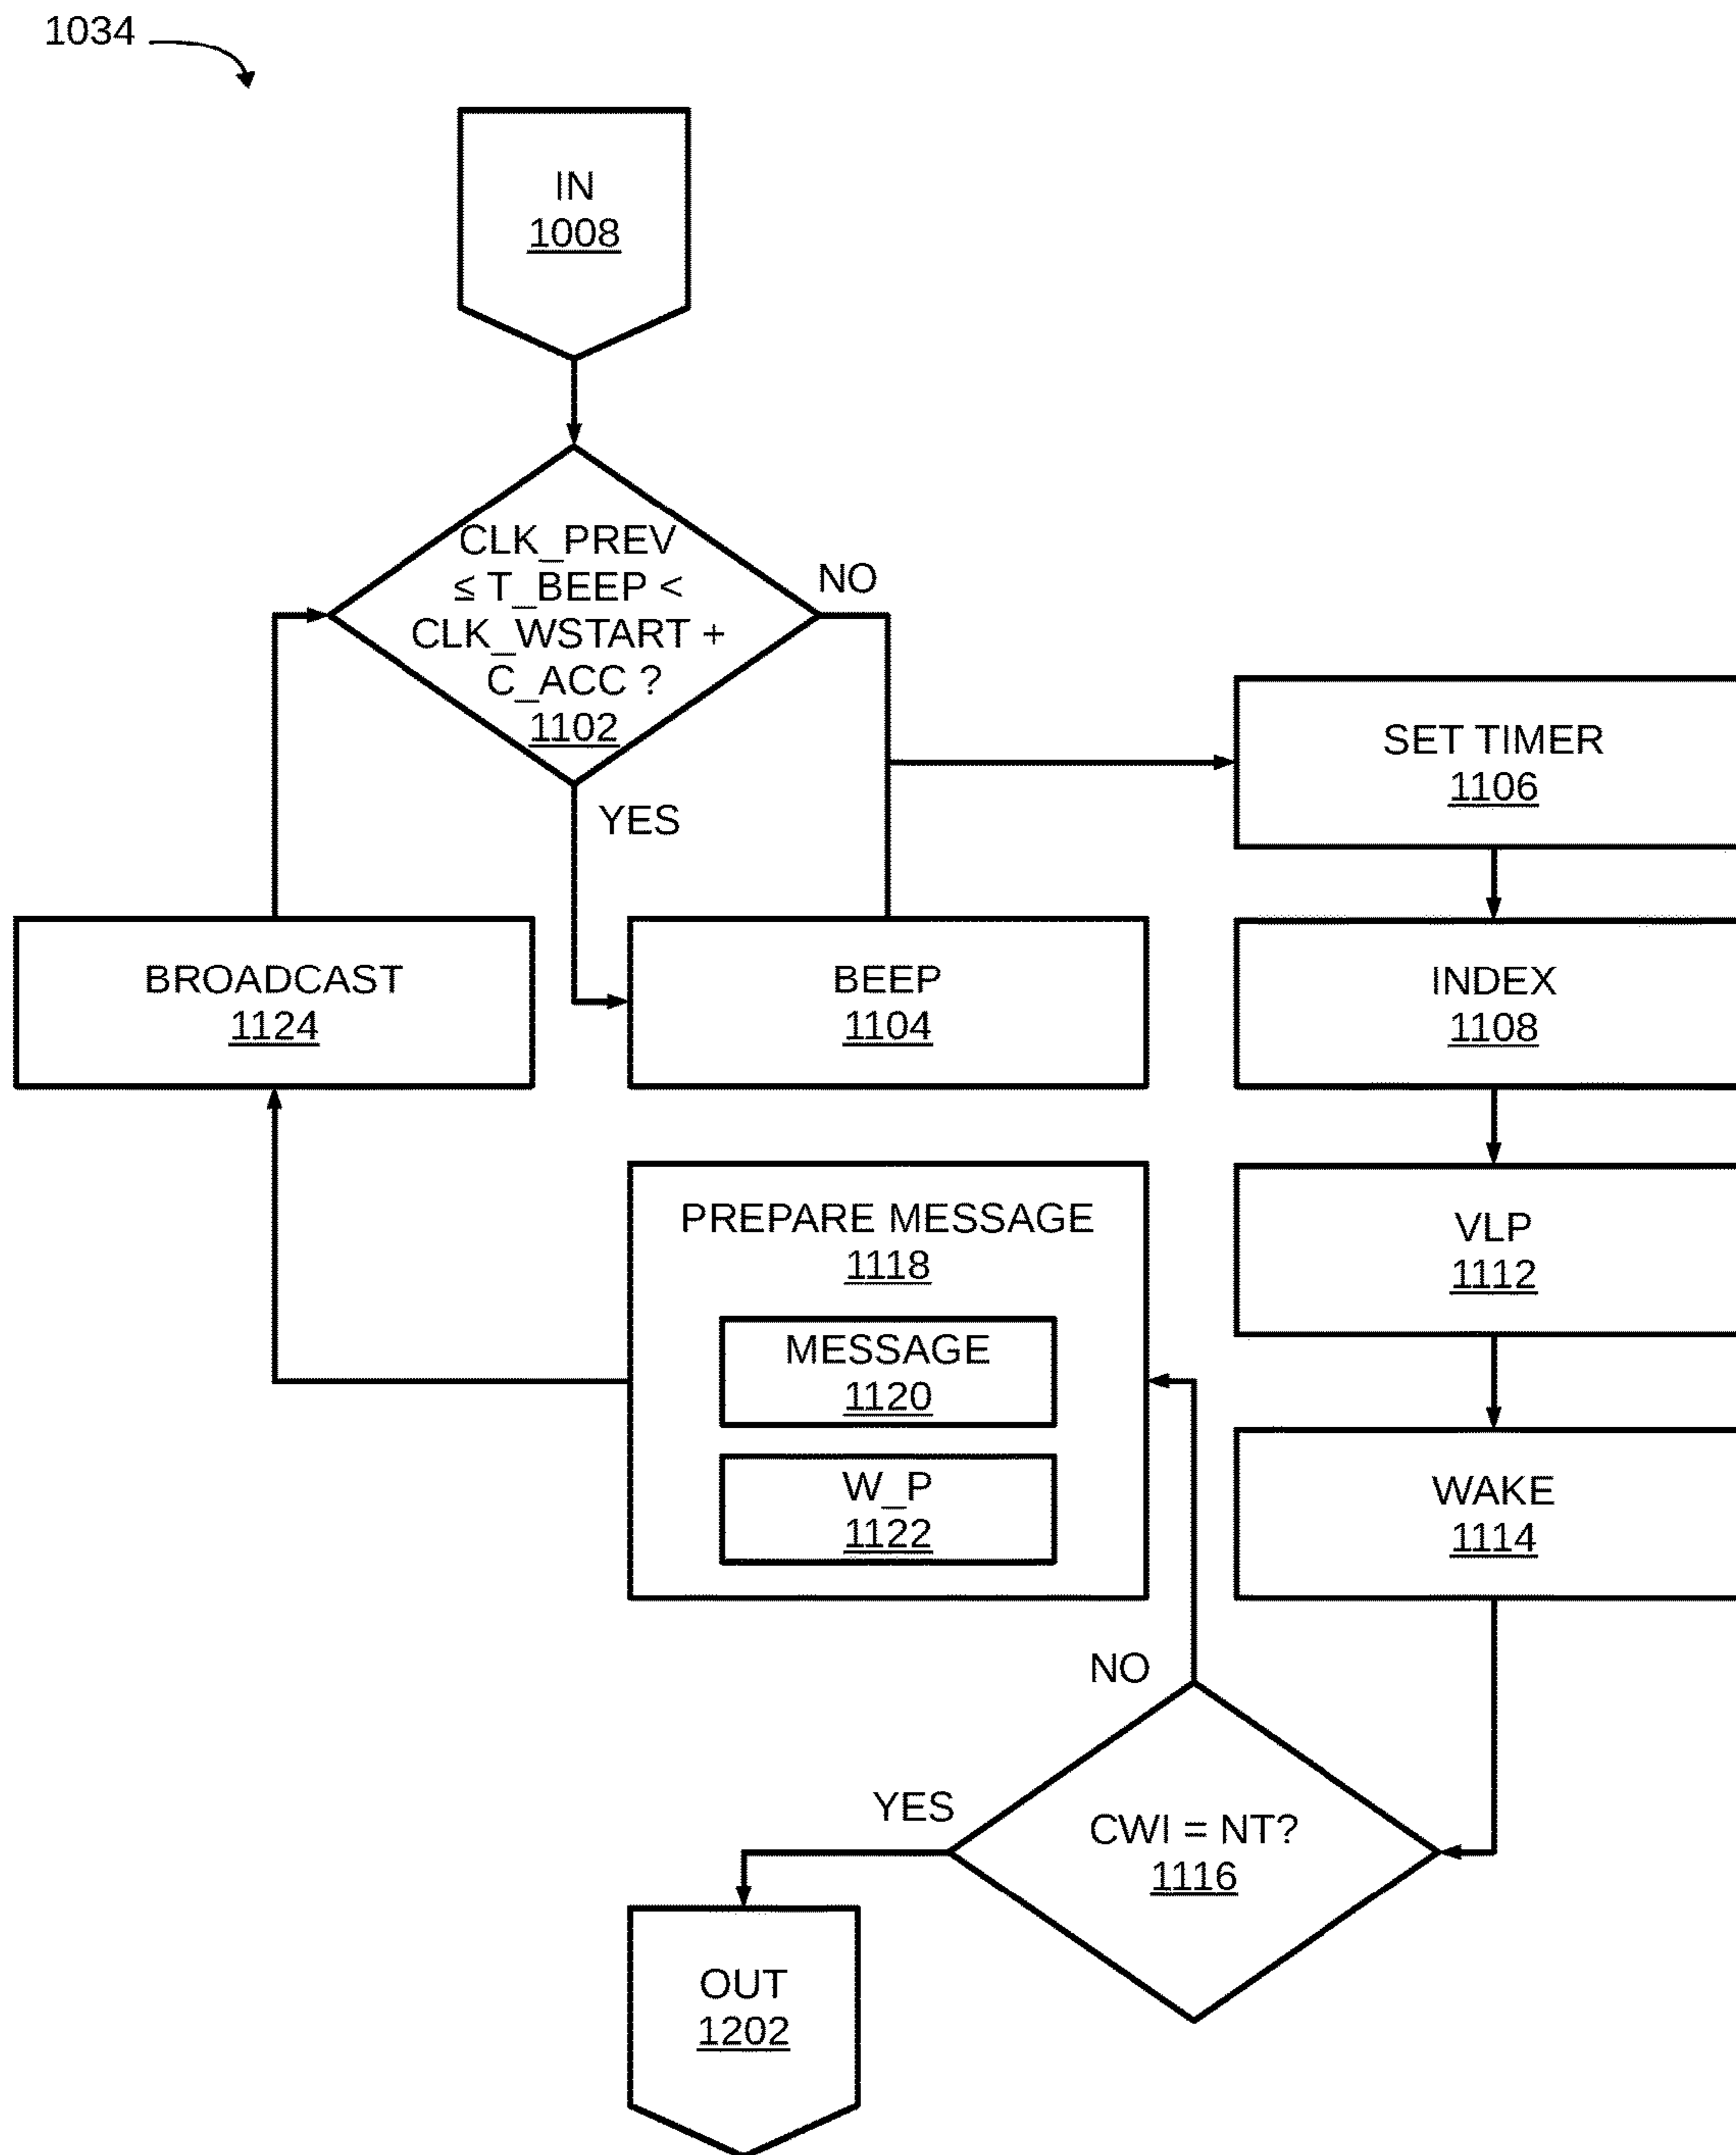 1034
IN
1008
CLK_PREV
≤ T_BEEP <
CLK_WSTART +
C_ACC ?
1102
NO
YES
SET TIMER
1106
BROADCAST
1124
BEEP
1104
INDEX
1108
PREPARE MESSAGE
1118
MESSAGE
1120
W_P
1122
VLP
1112
WAKE
1114
NO
YES
CWI = NT?
1116
OUT
1202